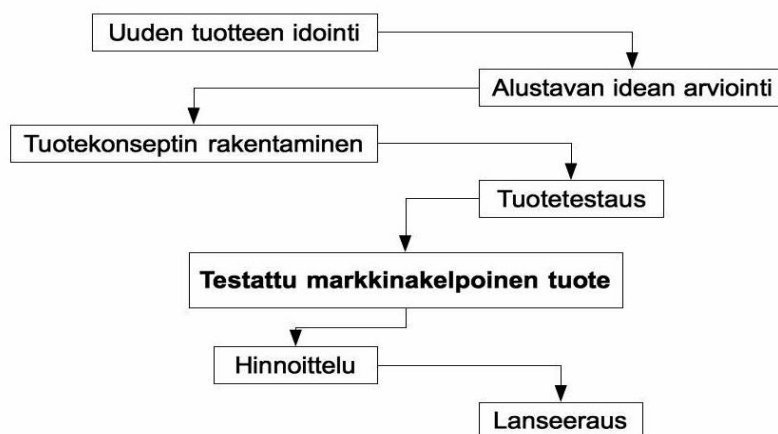 Uuden tuotteen idointi
Alustavan idean arviointi
Tuotekonseptin rakentaminen
Tuotetestaus
Testattu markkinakelpoinen tuote
Hinnoittelu
Lanseeraus